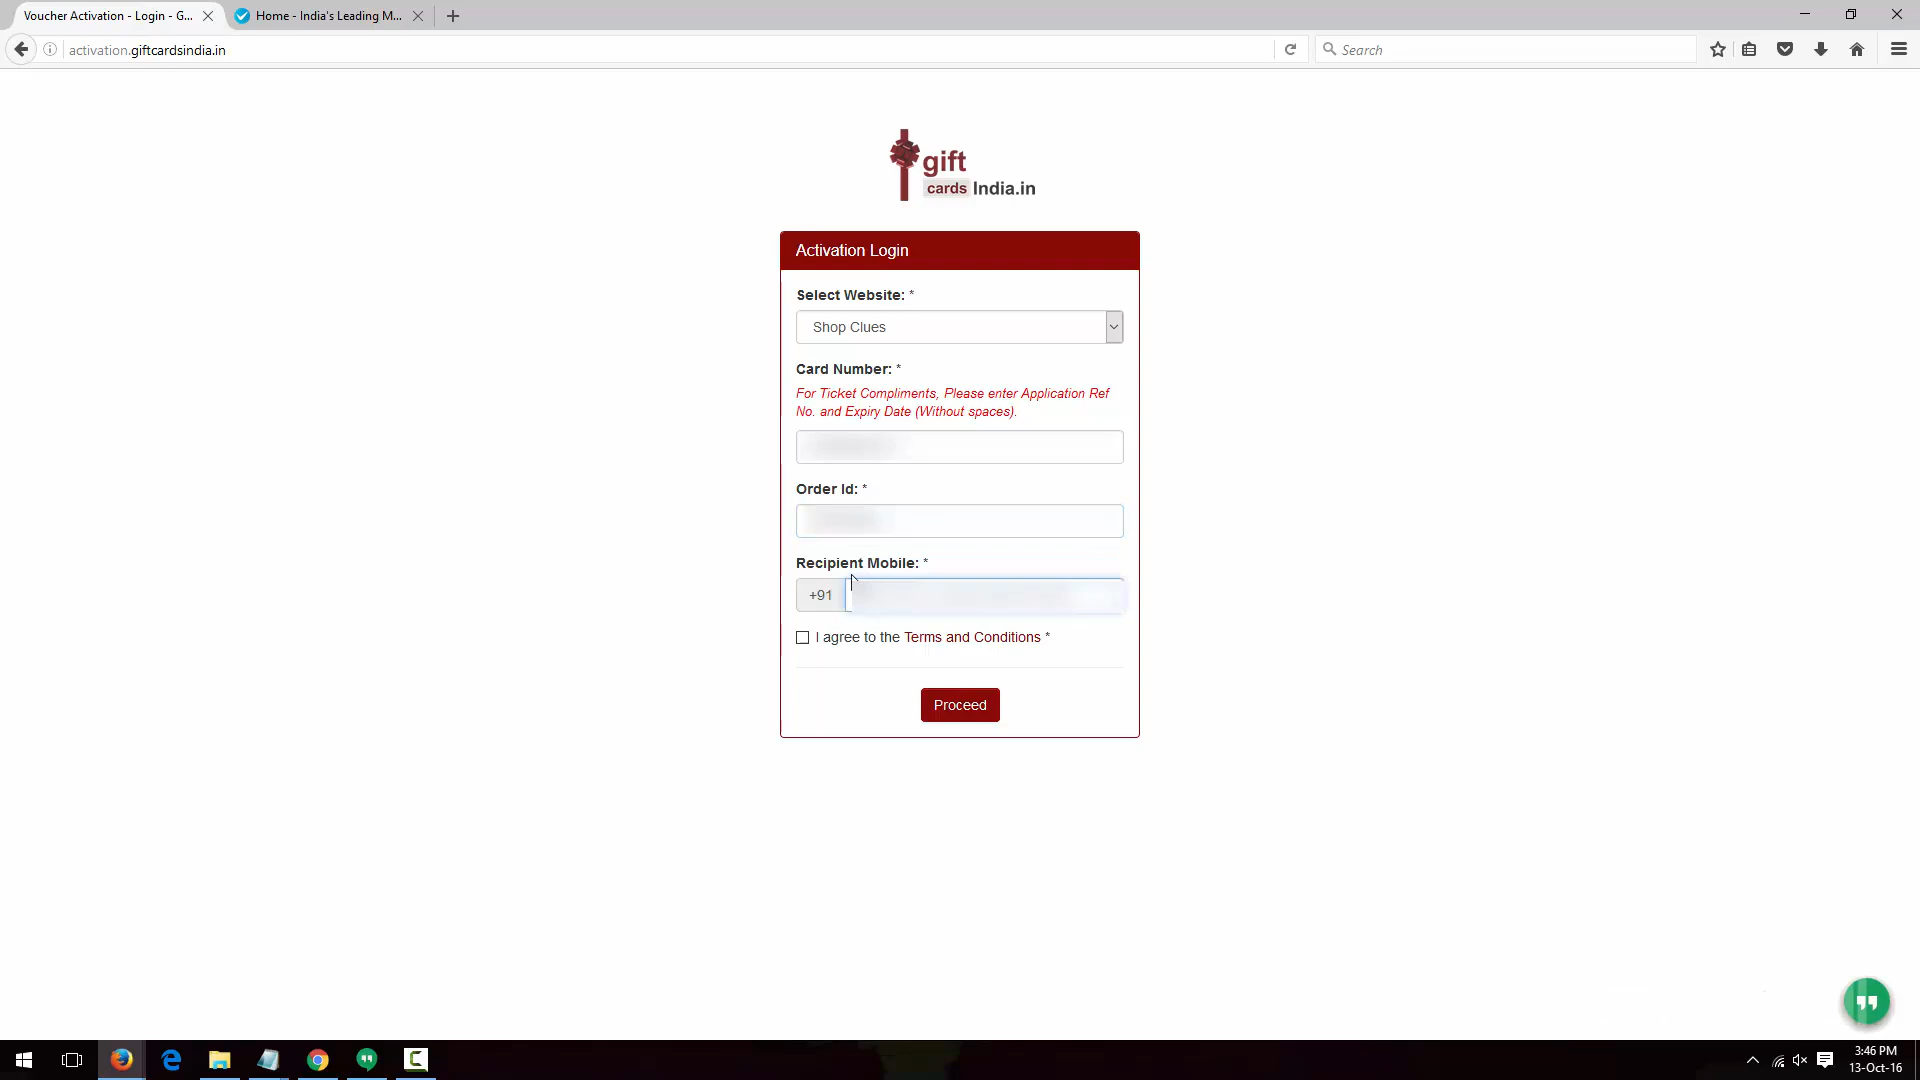 Voucher Activation - Login - G...
Home - India's Leading M...
activation.giftcardsindia.in
Search
gift
cards India.in
Activation Login
Select Website: *
Shop Clues
Card Number: *
For Ticket Compliments, Please enter Application Ref
No. and Expiry Date (Without spaces).
Order Id: *
Recipient Mobile: *
+91
I agree to the Terms and Conditions *
Proceed
3:46 PM
13-Oct-16